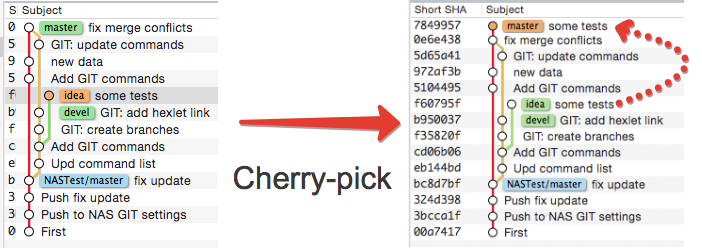 S Subject
0 master fix merge conflicts
5 GIT: update commands
9 new data
5 Add GIT commands
f idea some tests
b devel GIT: add hexlet link
f GIT: create branches
c Add GIT commands
e Upd command list
b NASTest/master fix update
3 Push fix update
3 Push to NAS GIT settings
0 First
Cherry-pick
Short SHA Subject
7849957 master some tests
0e6e438 fix merge conflicts
5d65a41 GIT: update commands
972af3b new data
5104495 Add GIT commands
f60795f idea some tests
b950037 devel GIT: add hexlet link
f35820f GIT: create branches
cd06b06 Add GIT commands
eb144bd Upd command list
bc8d7bf NASTest/master fix update
324d398 Push fix update
3bcca1f Push to NAS GIT settings
00a7417 First